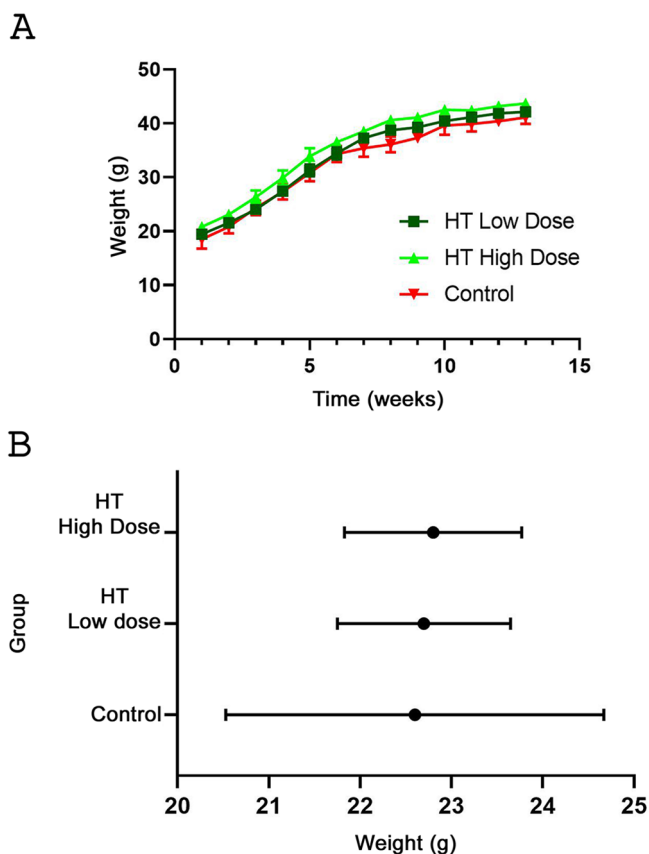 A
50
40
30
20
10
0
Weight (g)
HT Low Dose
HT High Dose
Control
0 5 10 15
Time (weeks)
B
HT
High Dose
HT
Low dose
Control
Group
20 21 22 23 24 25
Weight (g)